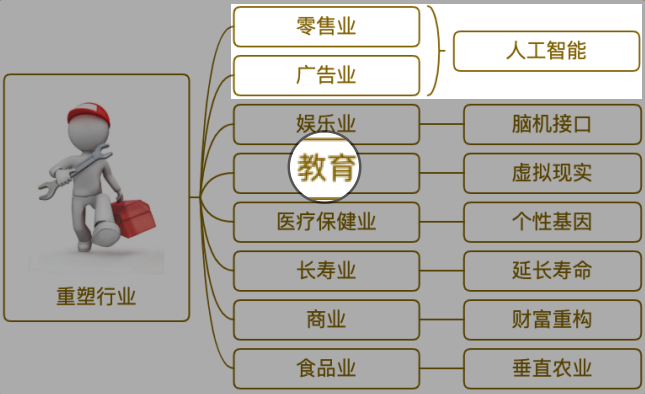 零售业
人工智能
广告业
娱乐业
脑机接口
教育
虚拟现实
医疗保健业
个性基因
长寿业
延长寿命
重塑行业
商业
财富重构
食品业
垂直农业